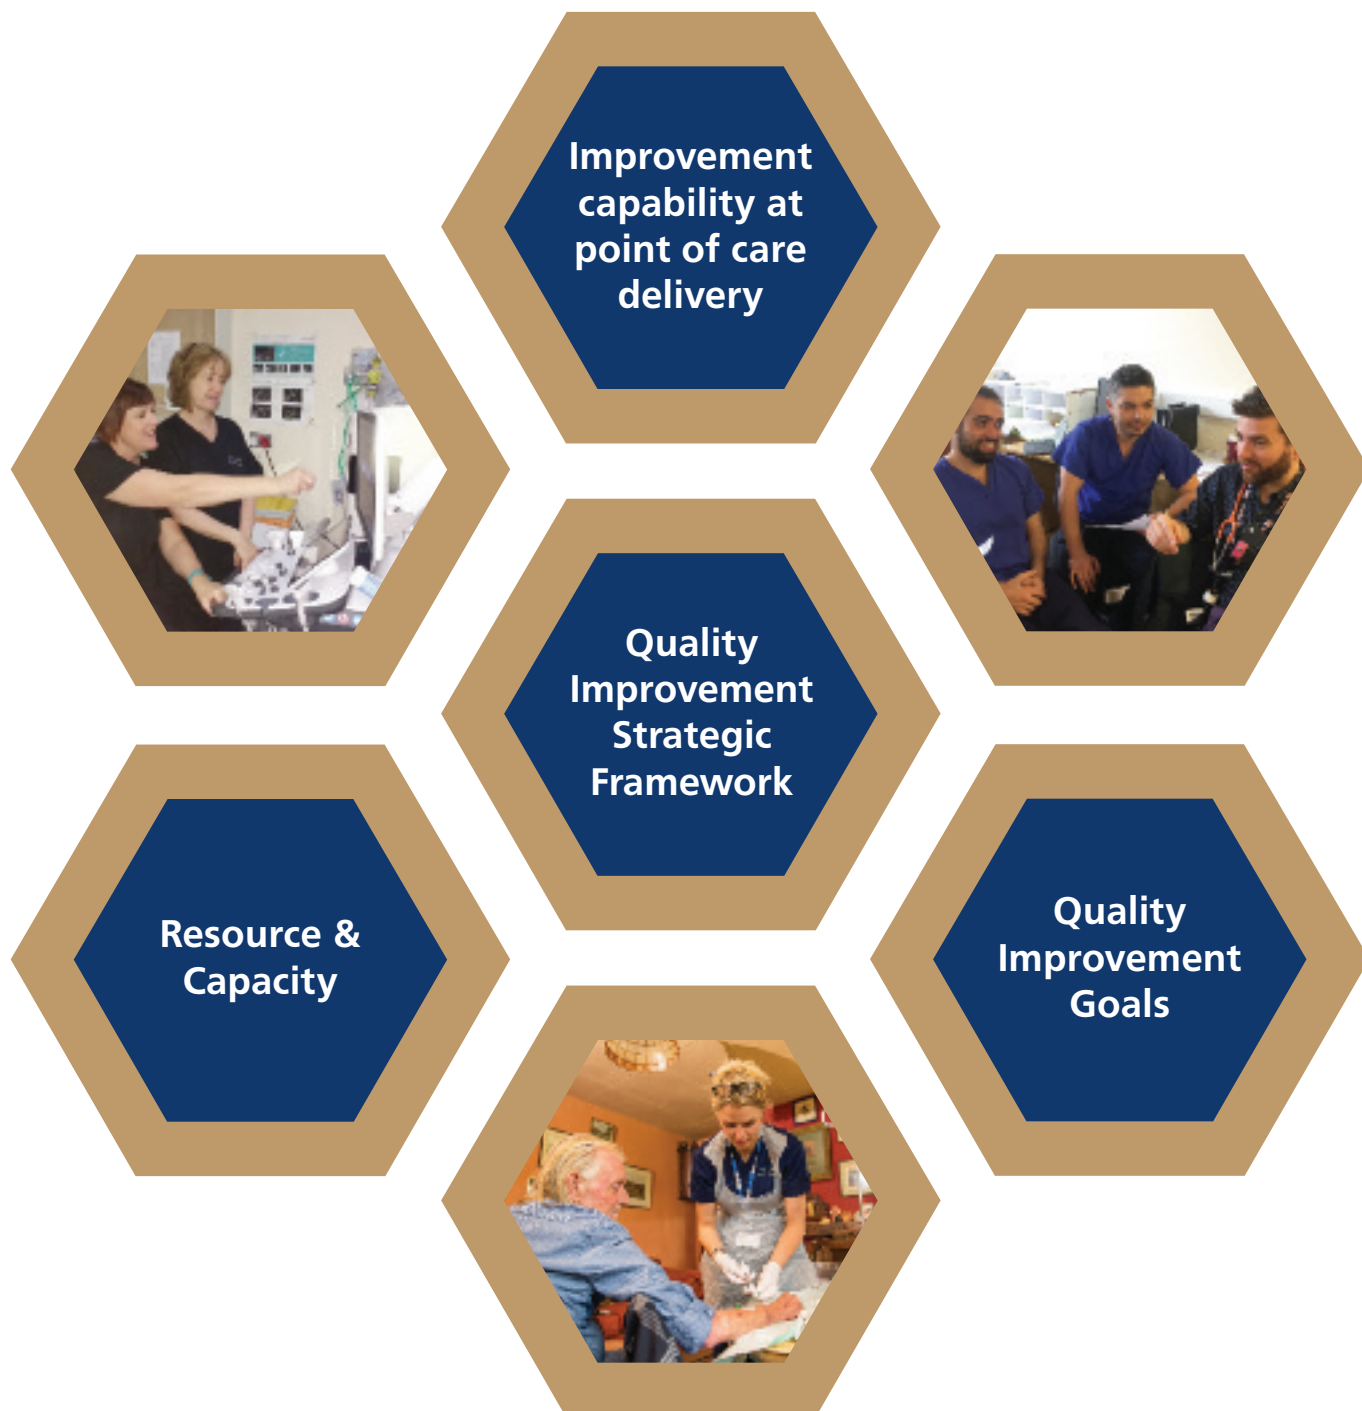 Improvement
capability at
point of care
delivery
Quality
Improvement
Strategic
Framework
Resource &
Capacity
Quality
Improvement
Goals